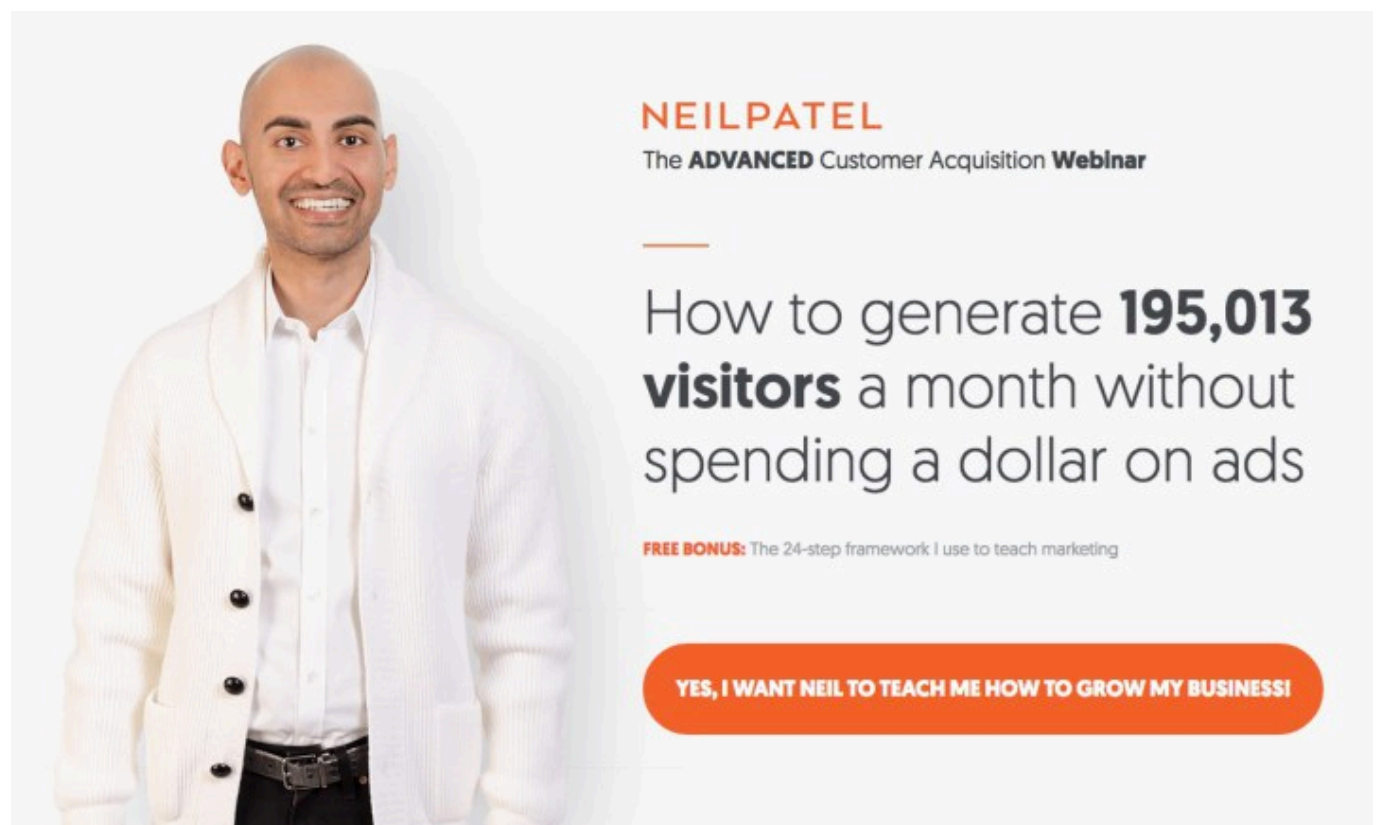 NEILPATEL
The ADVANCED Customer Acquisition Webinar
How to generate 195,013
visitors a month without
spending a dollar on ads
FREE BONUS: The 24-step framework I use to teach marketing
YES, I WANT NEIL TO TEACH ME HOW TO GROW MY BUSINESS!